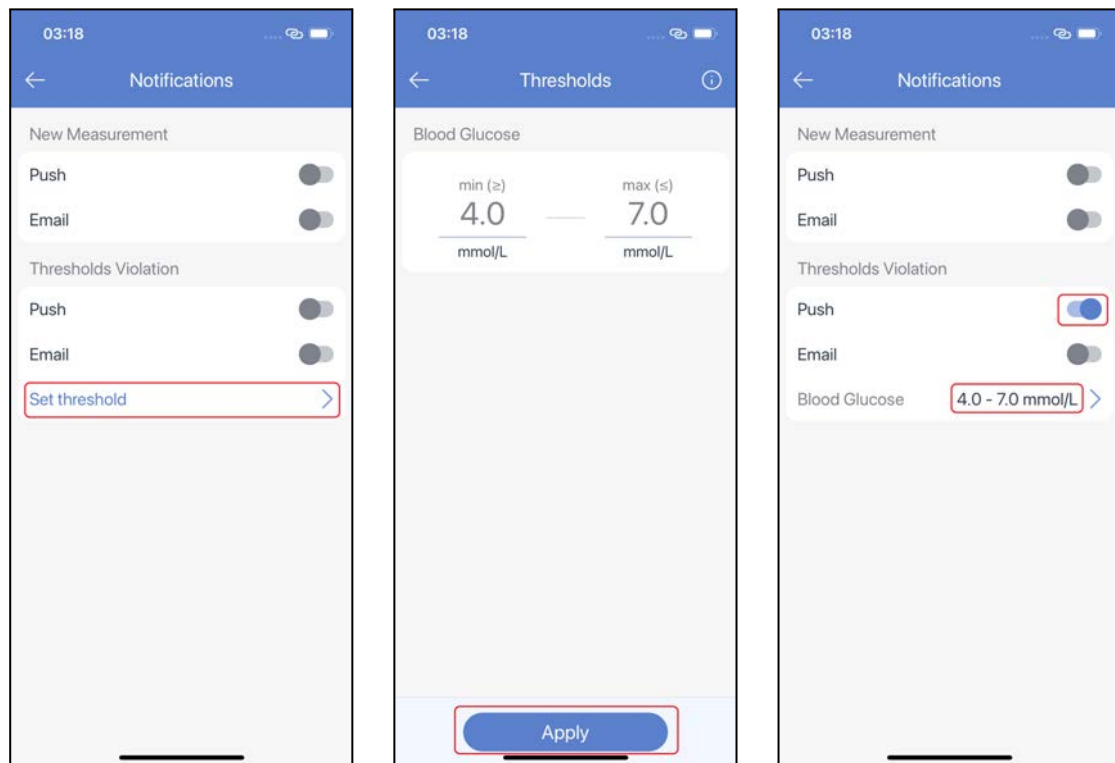 03:18
Notifications
New Measurement
Push
Email
Thresholds Violation
Push
Email
Set threshold
03:18
Thresholds
Blood Glucose
min (≥) max (≤)
4.0 7.0
mmol/L mmol/L
Apply
03:18
Notifications
New Measurement
Push
Email
Thresholds Violation
Push
Email
Blood Glucose 4.0 - 7.0 mmol/L